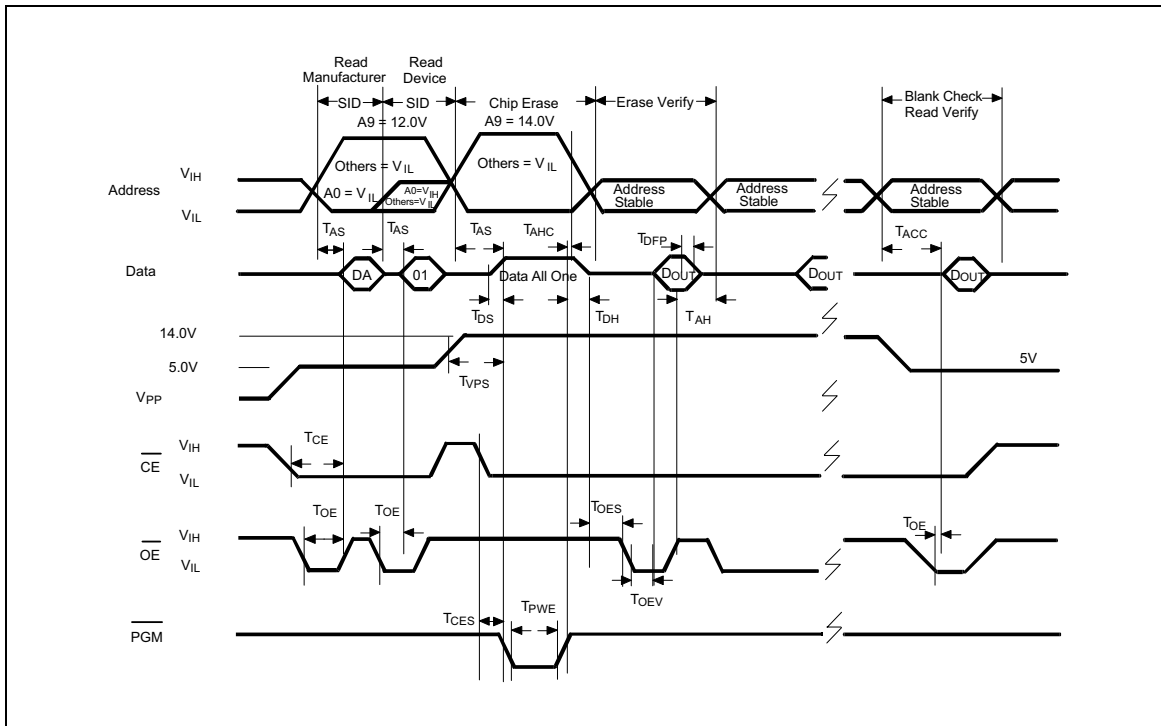 Read
Manufacturer
Read
Device
SID
SID
Chip Erase
Erase Verify
Blank Check
Read Verify
A9 = 12.0V
A9 = 14.0V
Others = VIL
Others = VIL
Address
VIH
VIL
A0 = VIL
A0=VIH
Others=VIL
Address
Stable
Address
Stable
Address
Stable
TAS
TAS
TAS
TAHC
TDFP
TACC
Data
DA
01
Data All One
DOUT
DOUT
DOUT
TDS
TDH
TAH
14.0V
5.0V
VPP
TVPS
5V
CE
VIH
VIL
TCE
OE
VIH
VIL
TOE
TOE
TOES
TOE
TOEV
PGM
TCES
TPWE